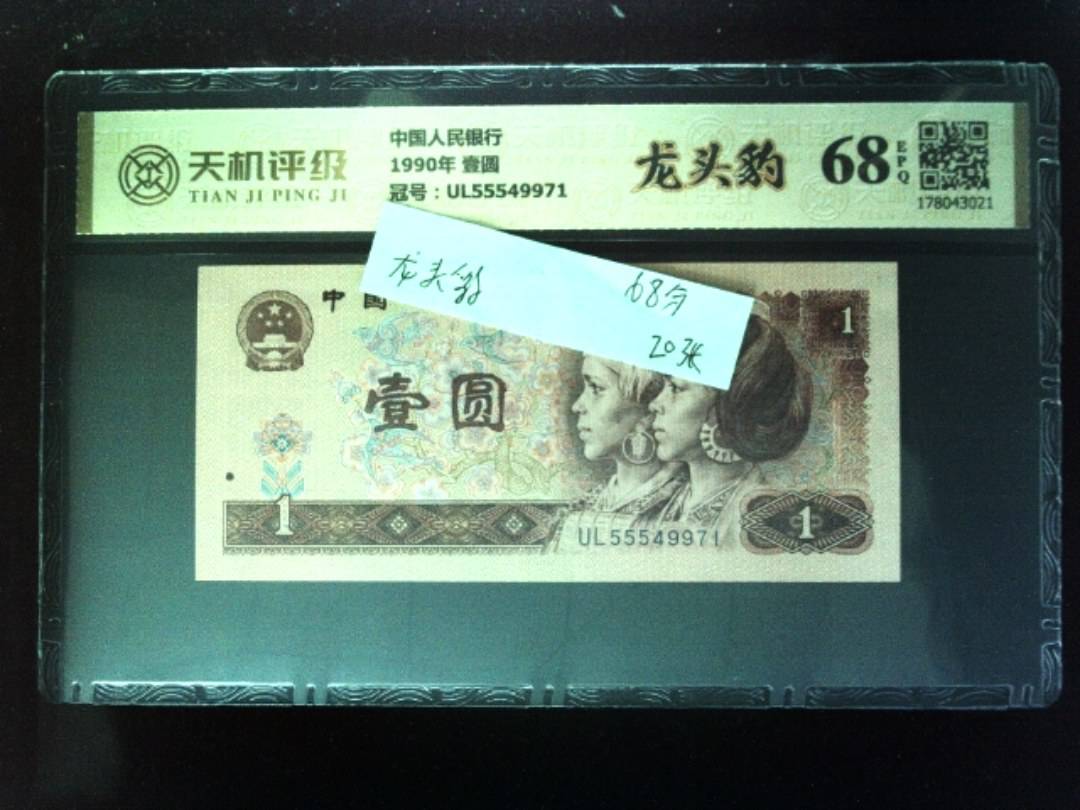 天机评级
TIAN JI PING JI
中国人民银行
1990年 壹圆
冠号：UL55549971
龙头豹
68
EPQ
178043021
龙头豹
68分
20张
中国
1
壹圆
1
UL55549971
1